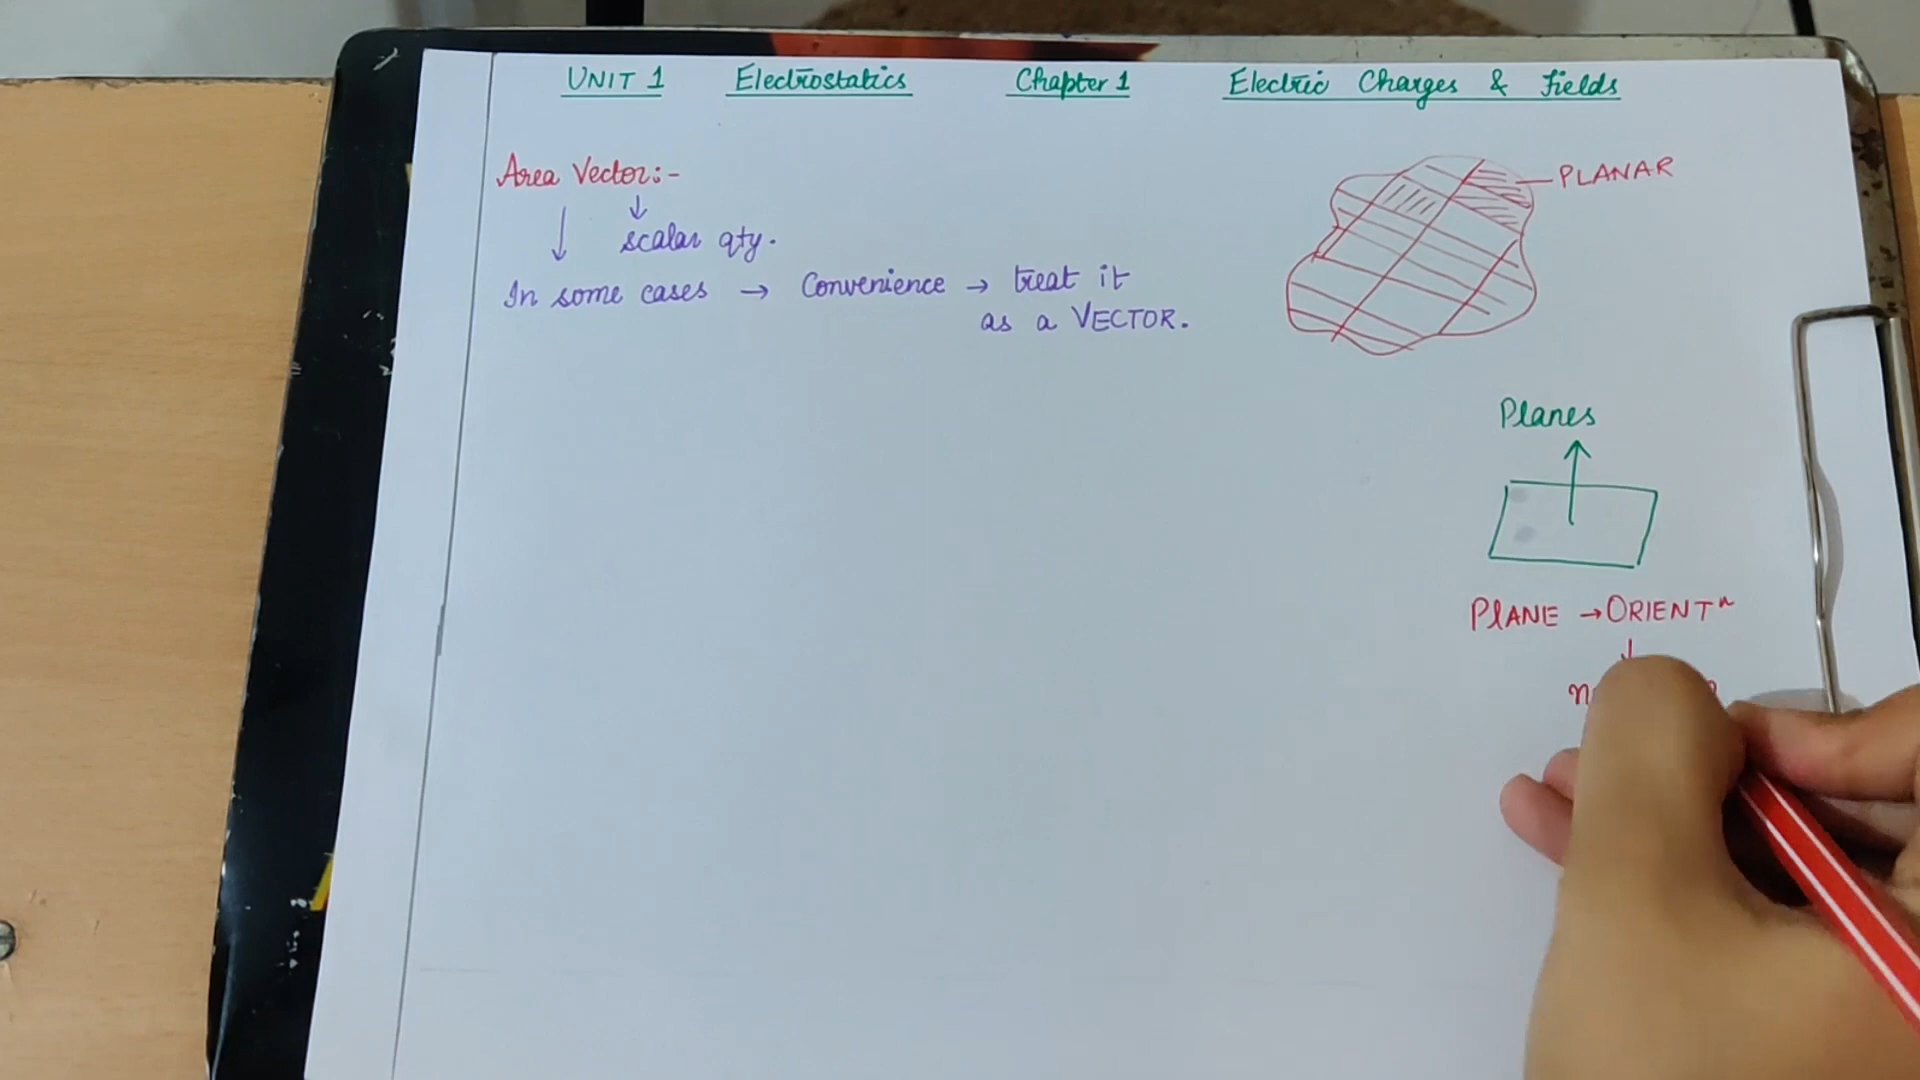 UNIT 1 Electrostatics Chapter 1 Electric Charges & Fields
Area Vector:-
↓ ↓
scalar qty.
In some cases → Convenience → treat it
as a VECTOR.
PLANAR
Planes
PLANE → ORIENTⁿ
↓